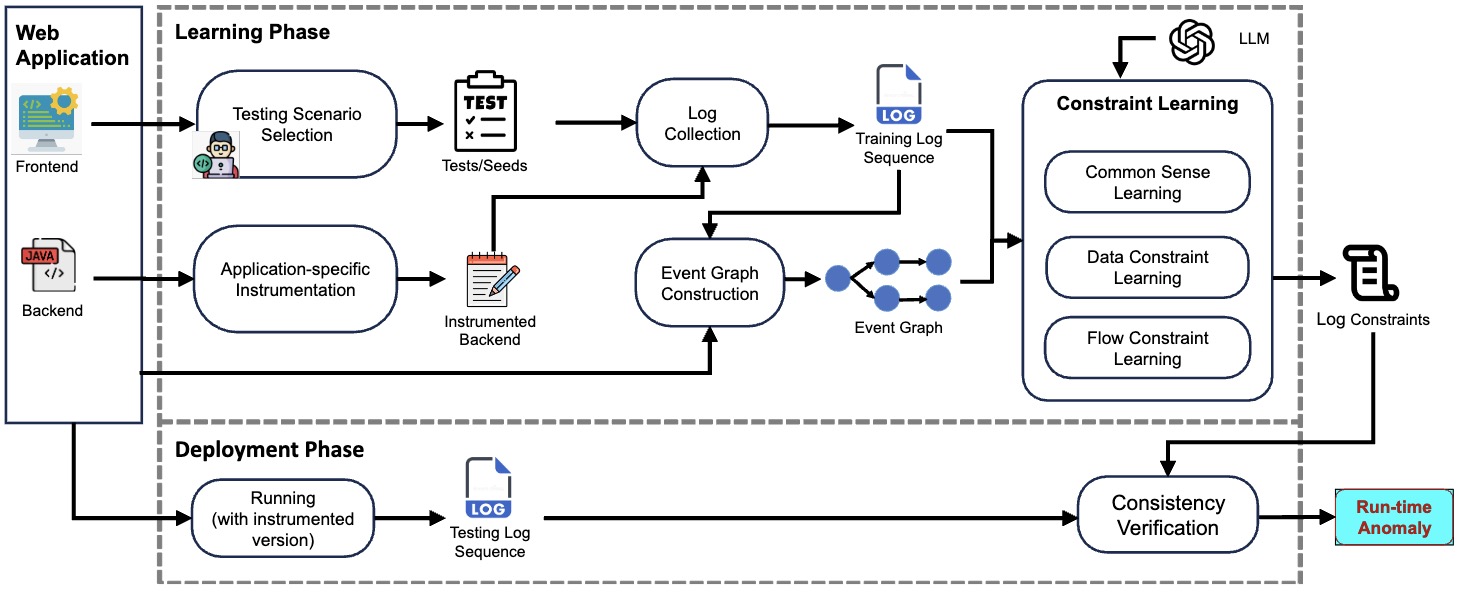 Web
Application
Frontend
JAVA
Backend
Learning Phase
Testing Scenario
Selection
TEST
Tests/Seeds
Log
Collection
LOG
Training Log
Sequence
LLM
Constraint Learning
Common Sense
Learning
Data Constraint
Learning
Flow Constraint
Learning
Application-specific
Instrumentation
Instrumented
Backend
Event Graph
Construction
Event Graph
Log Constraints
Deployment Phase
Running
(with instrumented
version)
LOG
Testing Log
Sequence
Consistency
Verification
Run-time
Anomaly